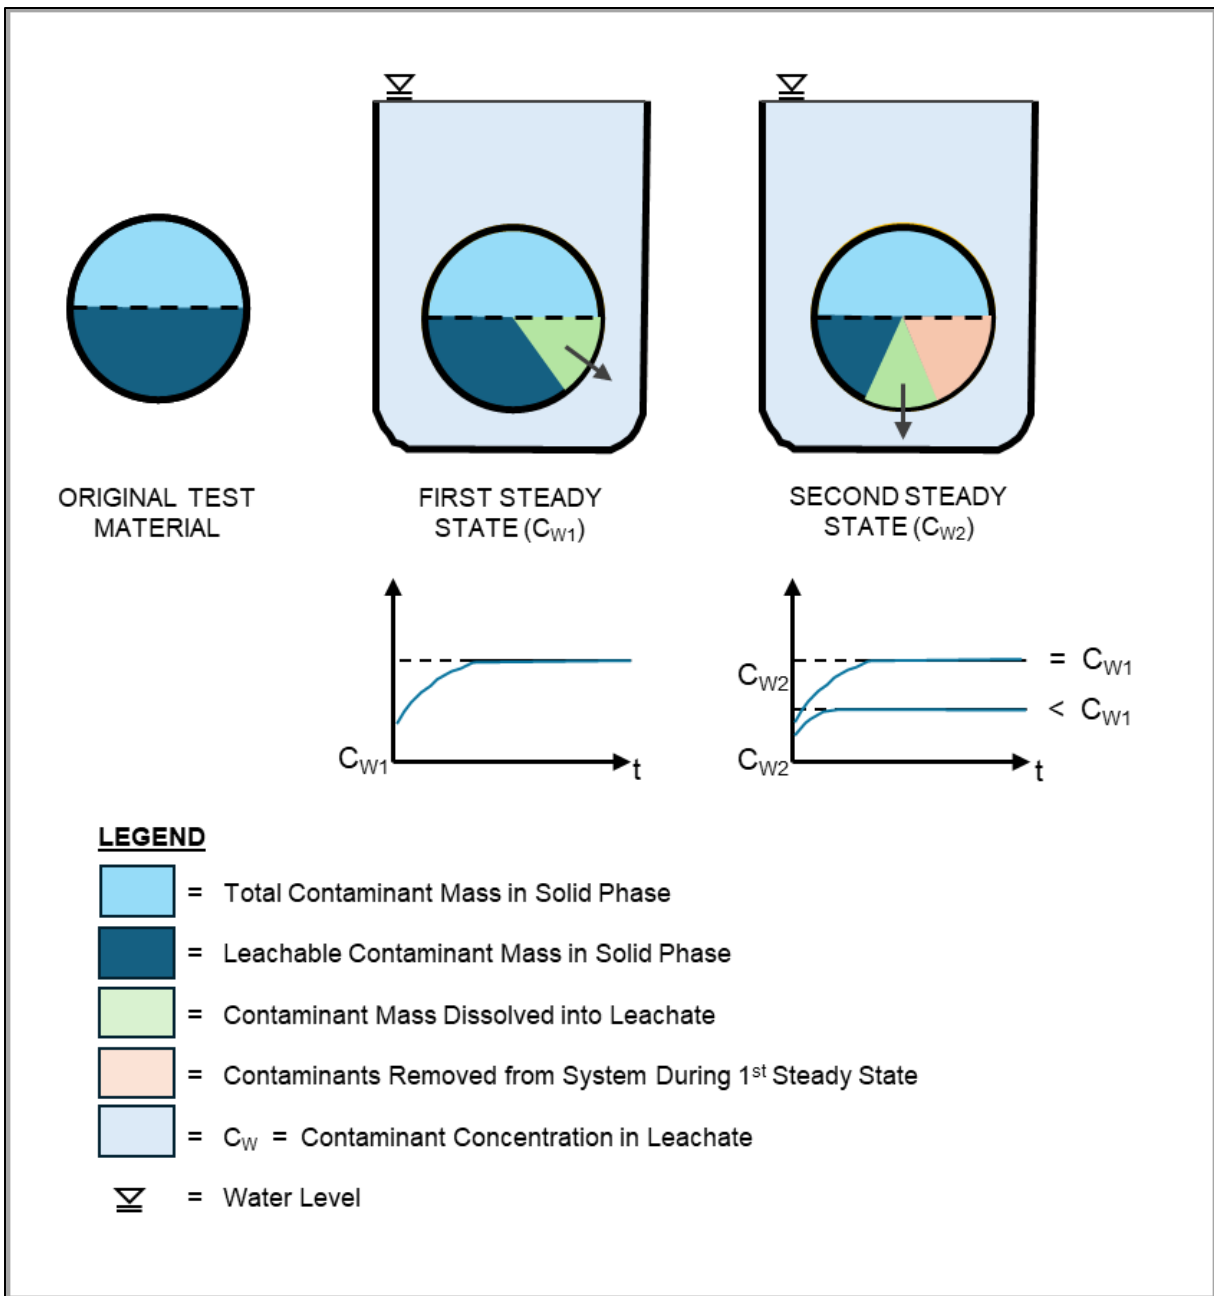 ORIGINAL TEST
MATERIAL
FIRST STEADY
STATE (CW1)
SECOND STEADY
STATE (CW2)
CW1
t
CW2
= CW1
< CW1
CW2
t
LEGEND
= Total Contaminant Mass in Solid Phase
= Leachable Contaminant Mass in Solid Phase
= Contaminant Mass Dissolved into Leachate
= Contaminants Removed from System During 1st Steady State
= CW = Contaminant Concentration in Leachate
= Water Level